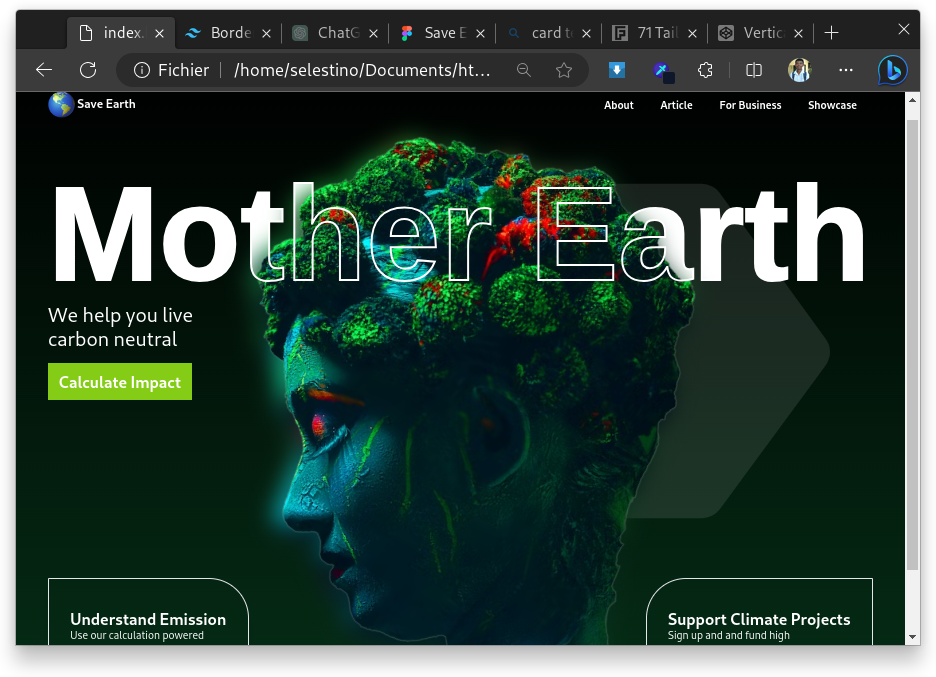 index.
Borde
ChatG
Save E
card t
71 Tail
Vertic
Fichier
/home/selestino/Documents/ht...
Save Earth
About
Article
For Business
Showcase
Mother Earth
We help you live
carbon neutral
Calculate Impact
Understand Emission
Use our calculation powered
Support Climate Projects
Sign up and and fund high